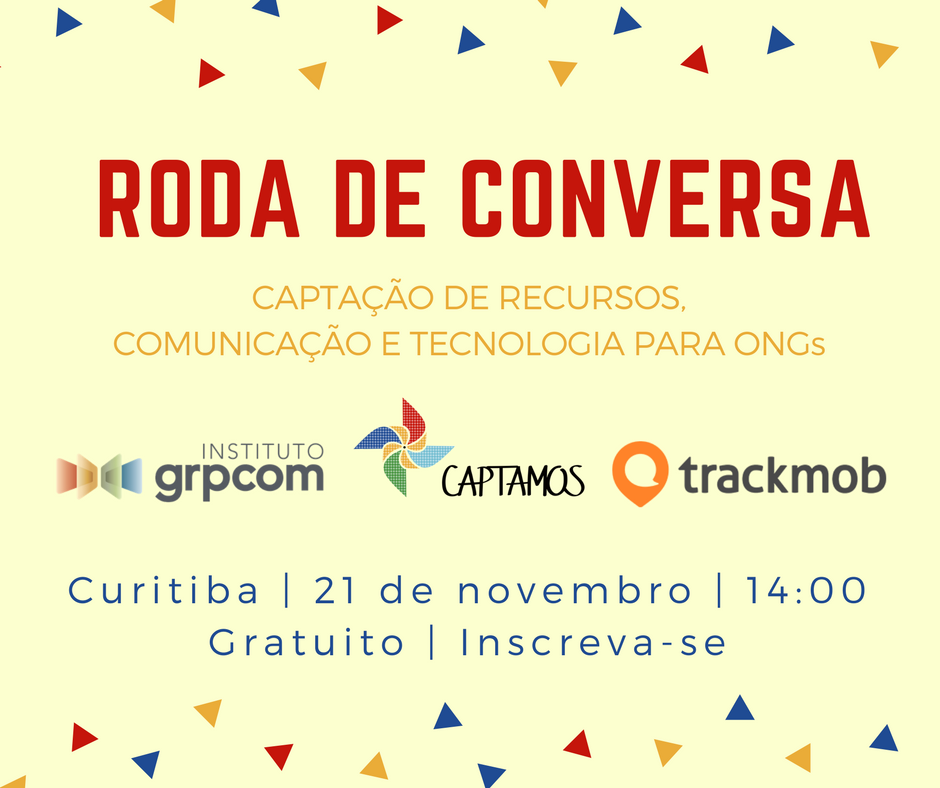 RODA DE CONVERSA
CAPTAÇÃO DE RECURSOS,
COMUNICAÇÃO E TECNOLOGIA PARA ONGs
INSTITUTO
grpcom
CAPTAMOS
trackmob
Curitiba | 21 de novembro | 14:00
Gratuito | Inscreva-se